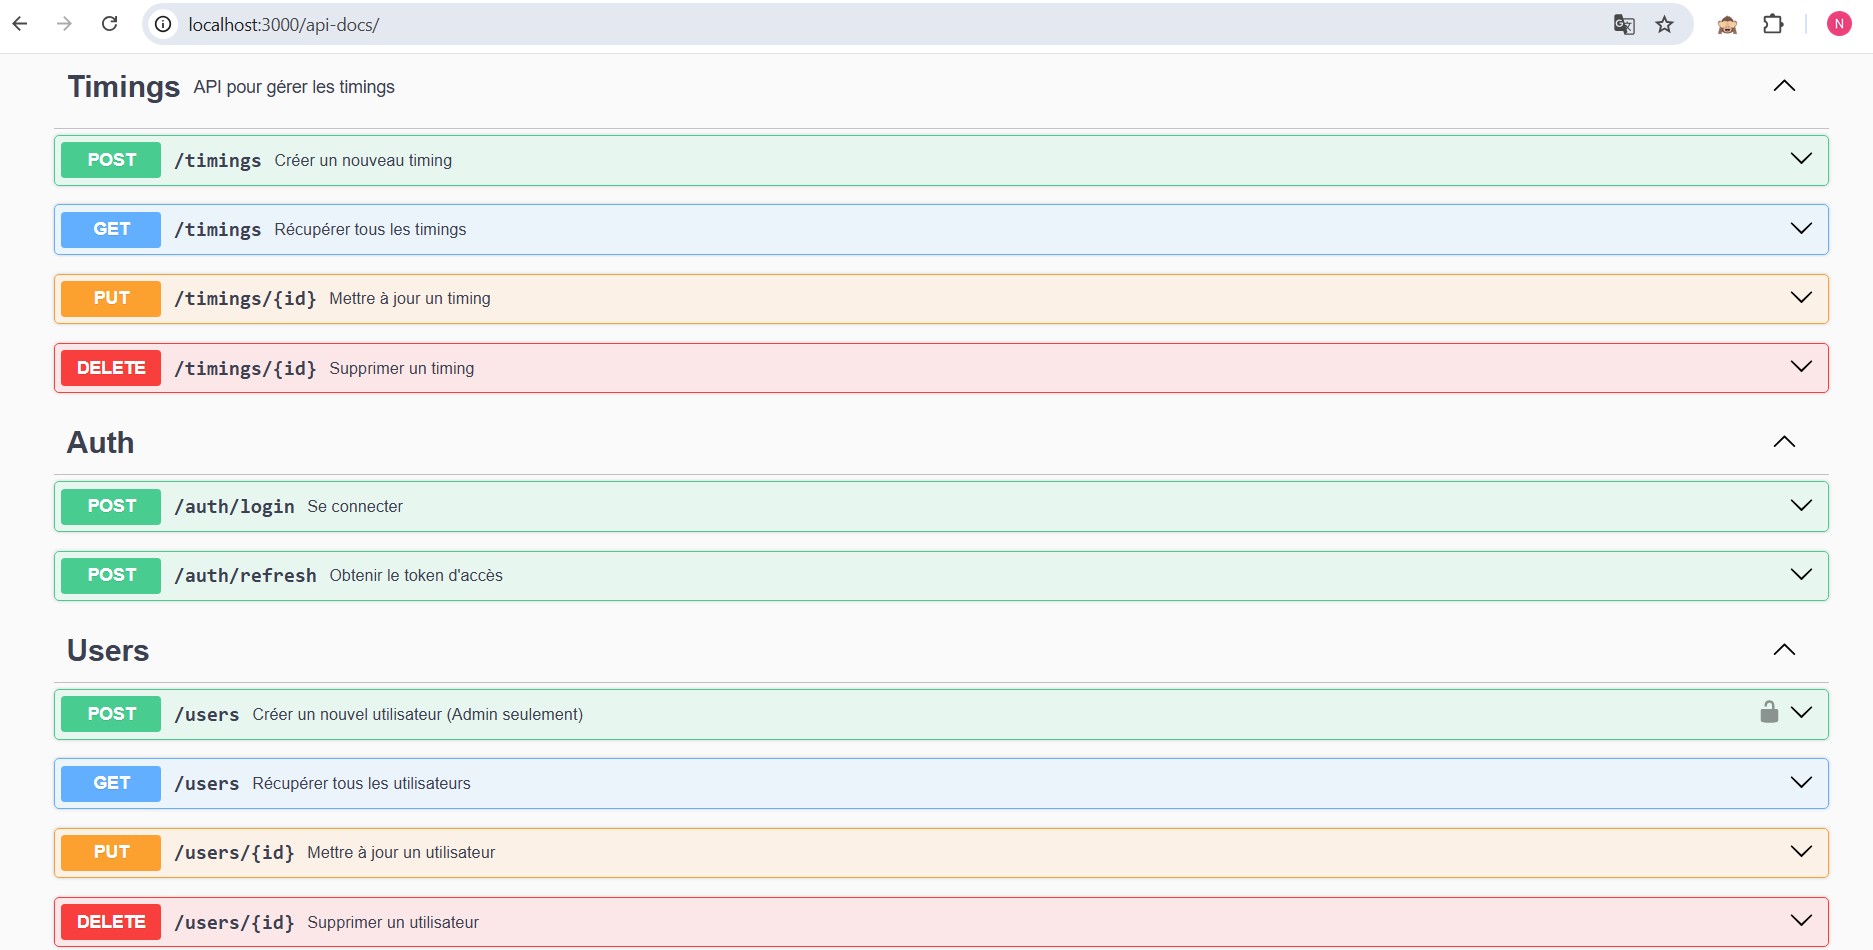 localhost:3000/api-docs/
N
Timings API pour gérer les timings
POST /timings Créer un nouveau timing
GET /timings Récupérer tous les timings
PUT /timings/{id} Mettre à jour un timing
DELETE /timings/{id} Supprimer un timing
Auth
POST /auth/login Se connecter
POST /auth/refresh Obtenir le token d'accès
Users
POST /users Créer un nouvel utilisateur (Admin seulement)
GET /users Récupérer tous les utilisateurs
PUT /users/{id} Mettre à jour un utilisateur
DELETE /users/{id} Supprimer un utilisateur